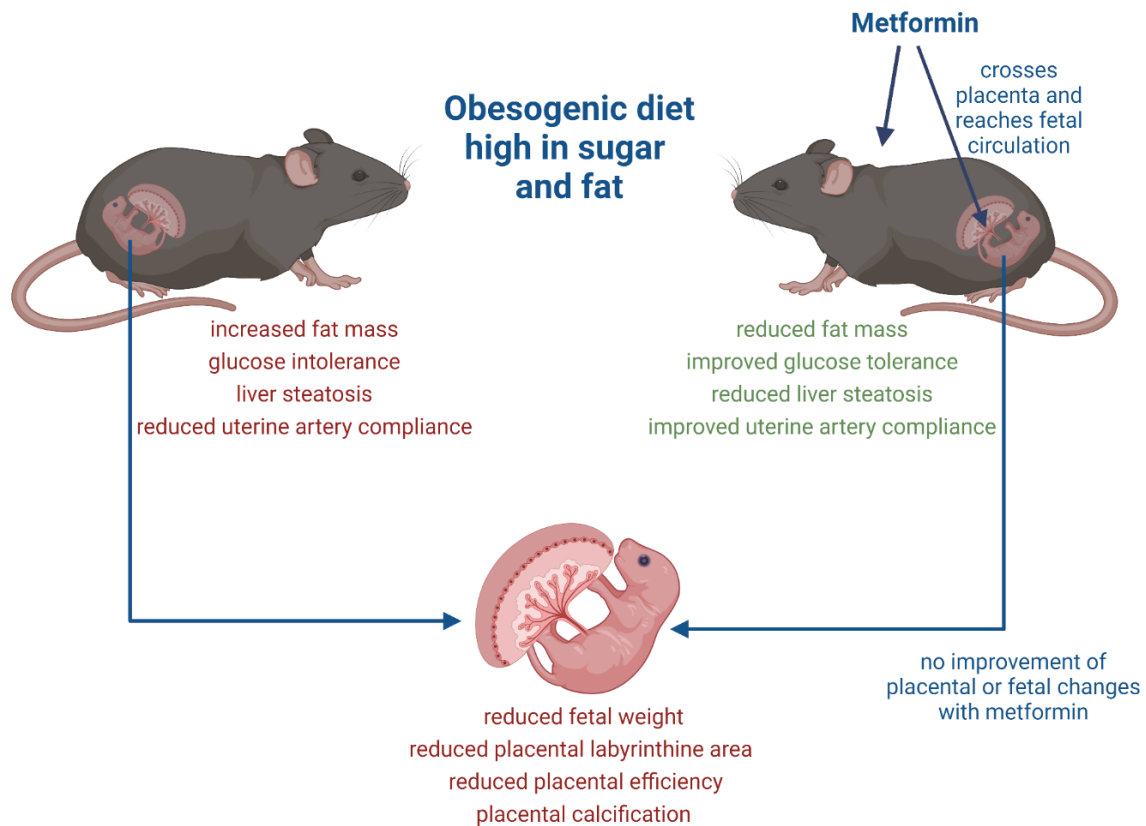 Metformin
crosses
placenta and
reaches fetal
circulation
Obesogenic diet
high in sugar
and fat
increased fat mass
glucose intolerance
liver steatosis
reduced uterine artery compliance
reduced fat mass
improved glucose tolerance
reduced liver steatosis
improved uterine artery compliance
no improvement of
placental or fetal changes
with metformin
reduced fetal weight
reduced placental labyrinthine area
reduced placental efficiency
placental calcification